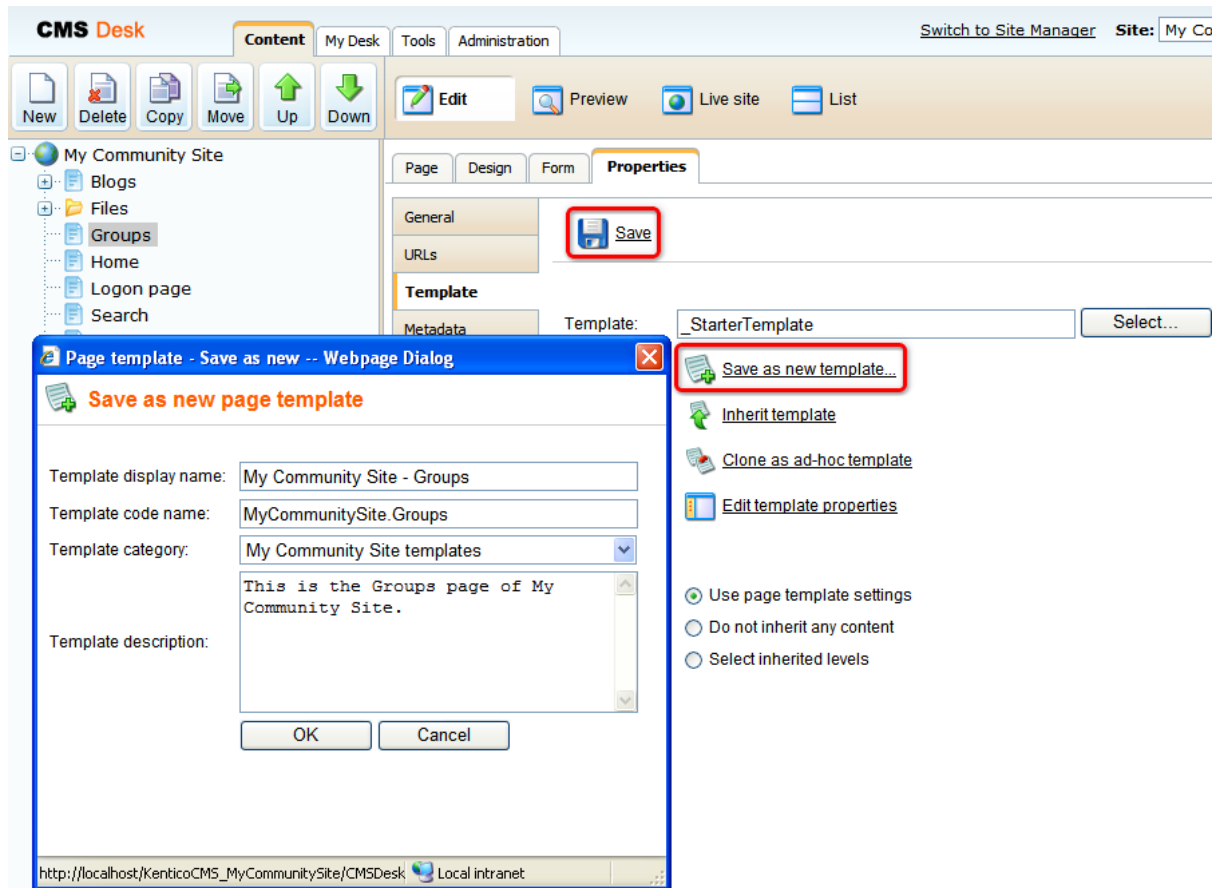 CMS Desk
Content
My Desk
Tools
Administration
Switch to Site Manager
Site: My Co
New
Delete
Copy
Move
Up
Down
Edit
Preview
Live site
List
My Community Site
Blogs
Files
Groups
Home
Logon page
Search
Page
Design
Form
Properties
General
URLs
Template
Metadata
Save
Template:
_StarterTemplate
Select...
Save as new template...
Inherit template
Clone as ad-hoc template
Edit template properties
Use page template settings
Do not inherit any content
Select inherited levels
Page template - Save as new -- Webpage Dialog
Save as new page template
Template display name:
My Community Site - Groups
Template code name:
MyCommunitySite.Groups
Template category:
My Community Site templates
Template description:
This is the Groups page of My
Community Site.
OK
Cancel
http://localhost/KenticoCMS_MyCommunitySite/CMSDesk
Local intranet